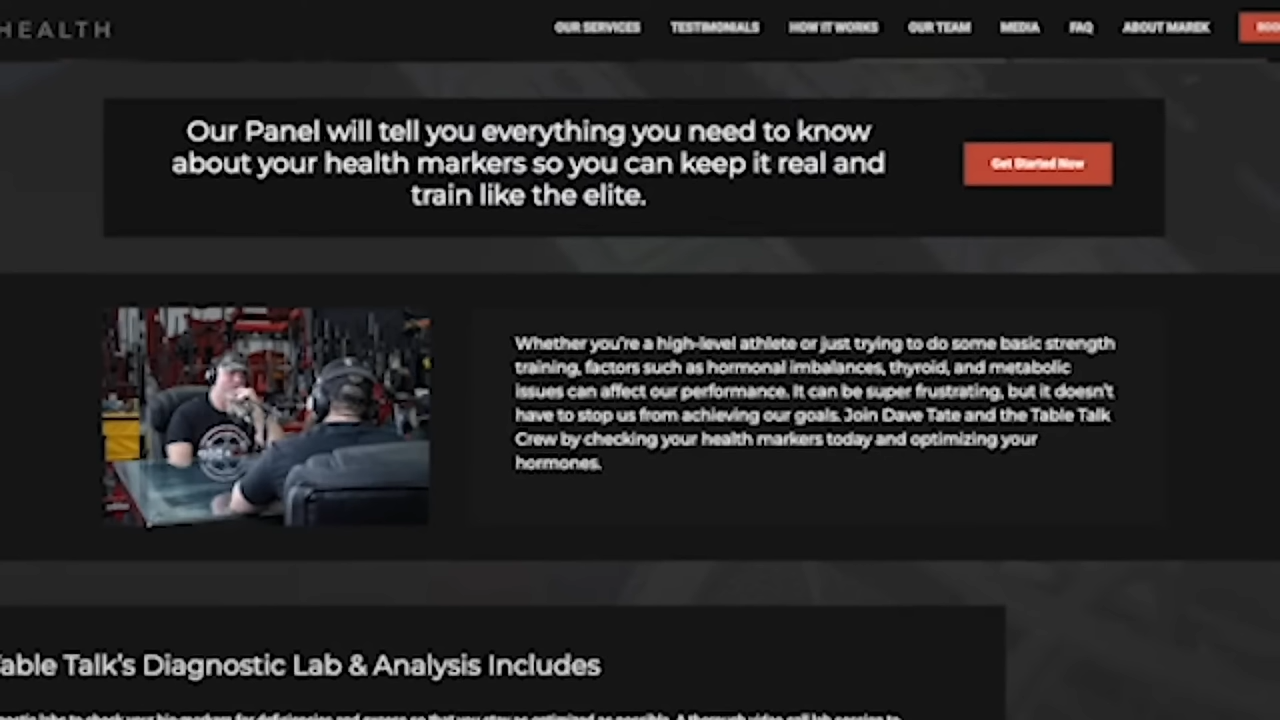 HEALTH
OUR SERVICES TESTIMONIALS HOW IT WORKS OUR TEAM MEDIA FAQ ABOUT MAREK
Our Panel will tell you everything you need to know
about your health markers so you can keep it real and
train like the elite.
Get Started Now
Whether you're a high-level athlete or just trying to do some basic strength
training, factors such as hormonal imbalances, thyroid, and metabolic
issues can affect our performance. It can be super frustrating, but it doesn't
have to stop us from achieving our goals. Join Dave Tate and the Table Talk
Crew by checking your health markers today and optimizing your
hormones.
Table Talk's Diagnostic Lab & Analysis Includes